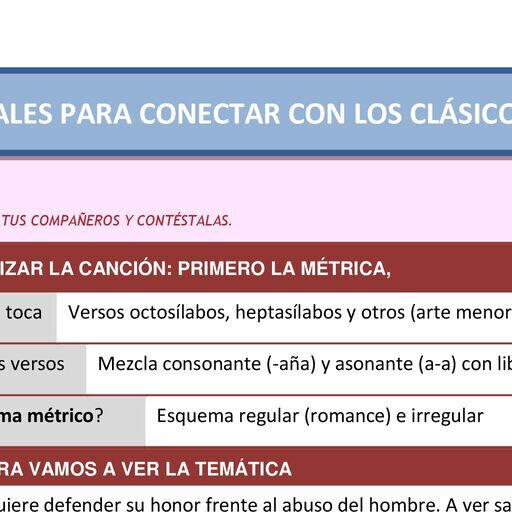 ALES PARA CONECTAR CON LOS CLÁSICO
TUS COMPAÑEROS Y CONTÉSTALAS.
IZAR LA CANCIÓN: PRIMERO LA MÉTRICA,
toca Versos octosílabos, heptasílabos y otros (arte menor
s versos Mezcla consonante (-aña) y asonante (a-a) con lib
ma métrico? Esquema regular (romance) e irregular
RA VAMOS A VER LA TEMÁTICA
uiere defender su honor frente al abuso del hombre. A ver sa